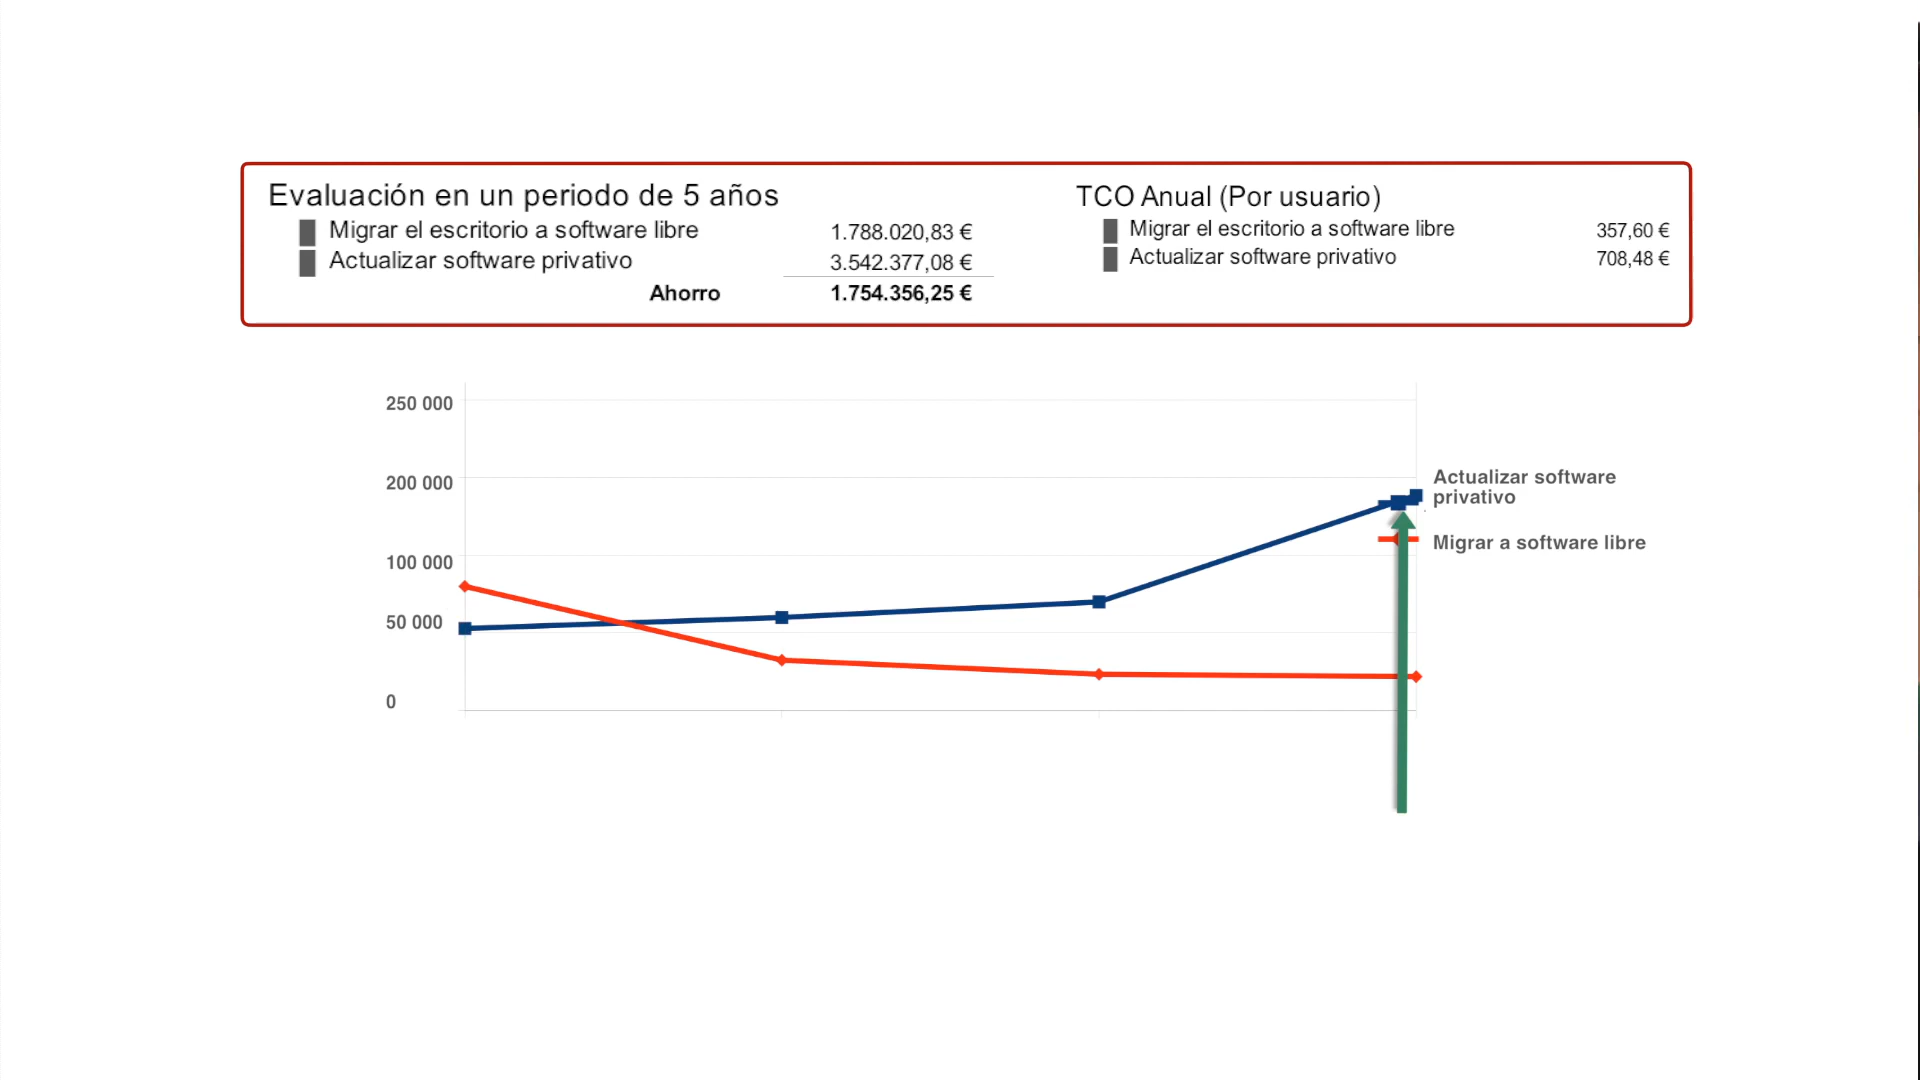 Evaluación en un periodo de 5 años
Migrar el escritorio a software libre 1.788.020,83 €
Actualizar software privativo 3.542.377,08 €
Ahorro 1.754.356,25 €
TCO Anual (Por usuario)
Migrar el escritorio a software libre 357,60 €
Actualizar software privativo 708,48 €
250 000
200 000
100 000
50 000
0
Actualizar software
privativo
Migrar a software libre